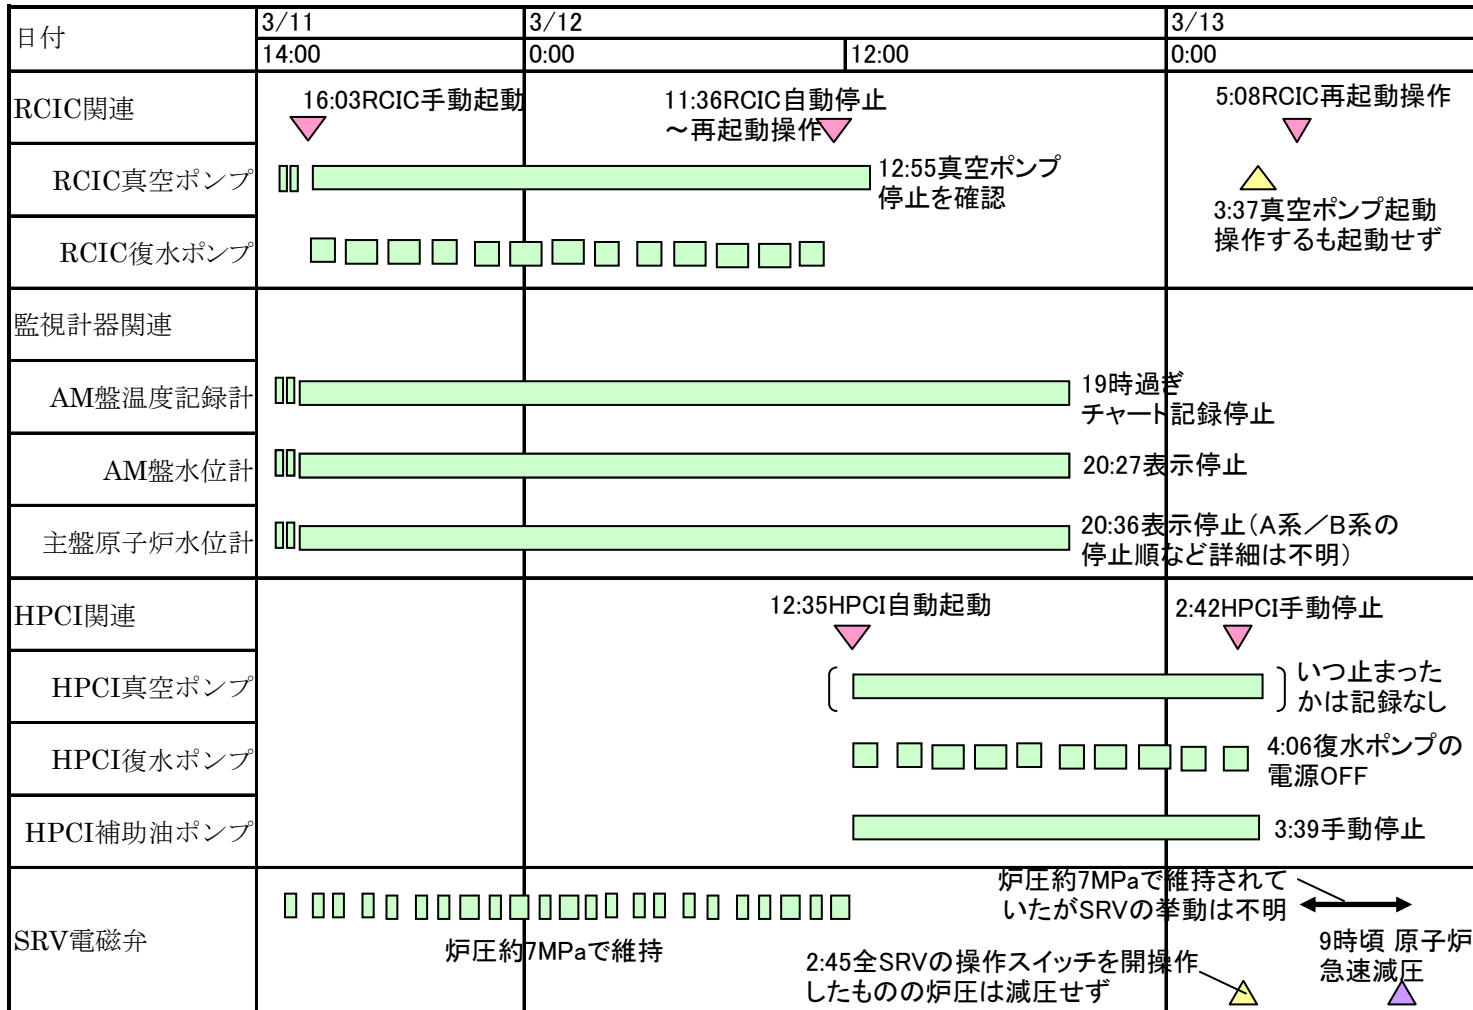 日付
3/11
3/12
3/13
14:00
0:00
12:00
0:00
RCIC関連
16:03RCIC手動起動
11:36RCIC自動停止
～再起動操作
5:08RCIC再起動操作
RCIC真空ポンプ
12:55真空ポンプ
停止を確認
3:37真空ポンプ起動
操作するも起動せず
RCIC復水ポンプ
監視計器関連
AM盤温度記録計
19時過ぎ
チャート記録停止
AM盤水位計
20:27表示停止
主盤原子炉水位計
20:36表示停止（A系／B系の
停止順など詳細は不明）
HPCI関連
12:35HPCI自動起動
2:42HPCI手動停止
HPCI真空ポンプ
いつ止まった
かは記録なし
HPCI復水ポンプ
4:06復水ポンプの
電源OFF
HPCI補助油ポンプ
3:39手動停止
SRV電磁弁
炉圧約7MPaで維持
炉圧約7MPaで維持されて
いたがSRVの挙動は不明
2:45全SRVの操作スイッチを開操作
したものの炉圧は減圧せず
9時頃 原子炉
急速減圧